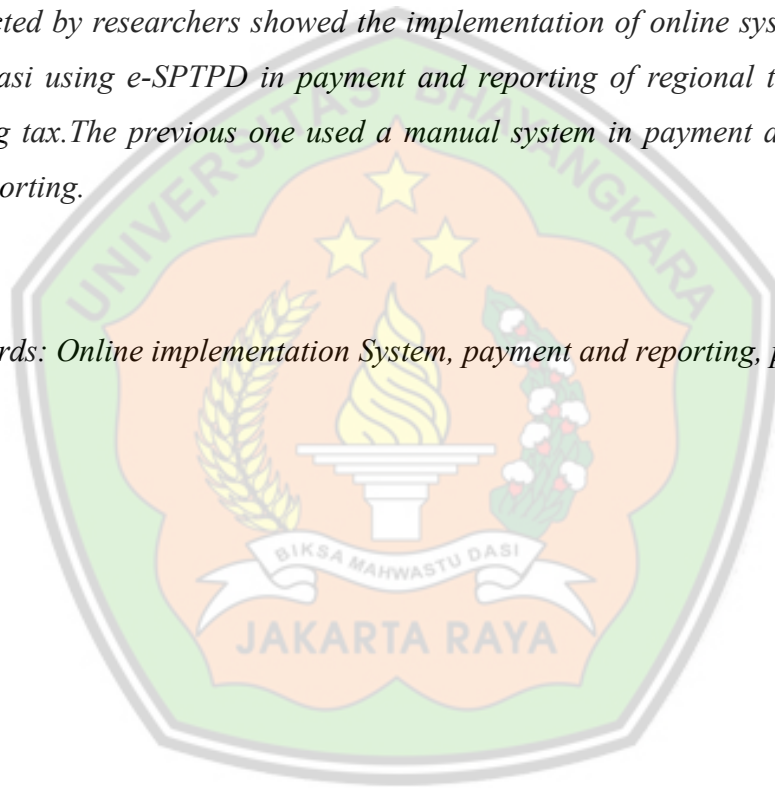 cted by researchers showed the implementation of online sys
asi using e-SPTPD in payment and reporting of regional t
g tax.The previous one used a manual system in payment a
orting.
UNIVERSITAS BHAYANGKARA
rds: Online implementation System, payment and reporting, p
BIKSA MAHWASTU DASI
JAKARTA RAYA